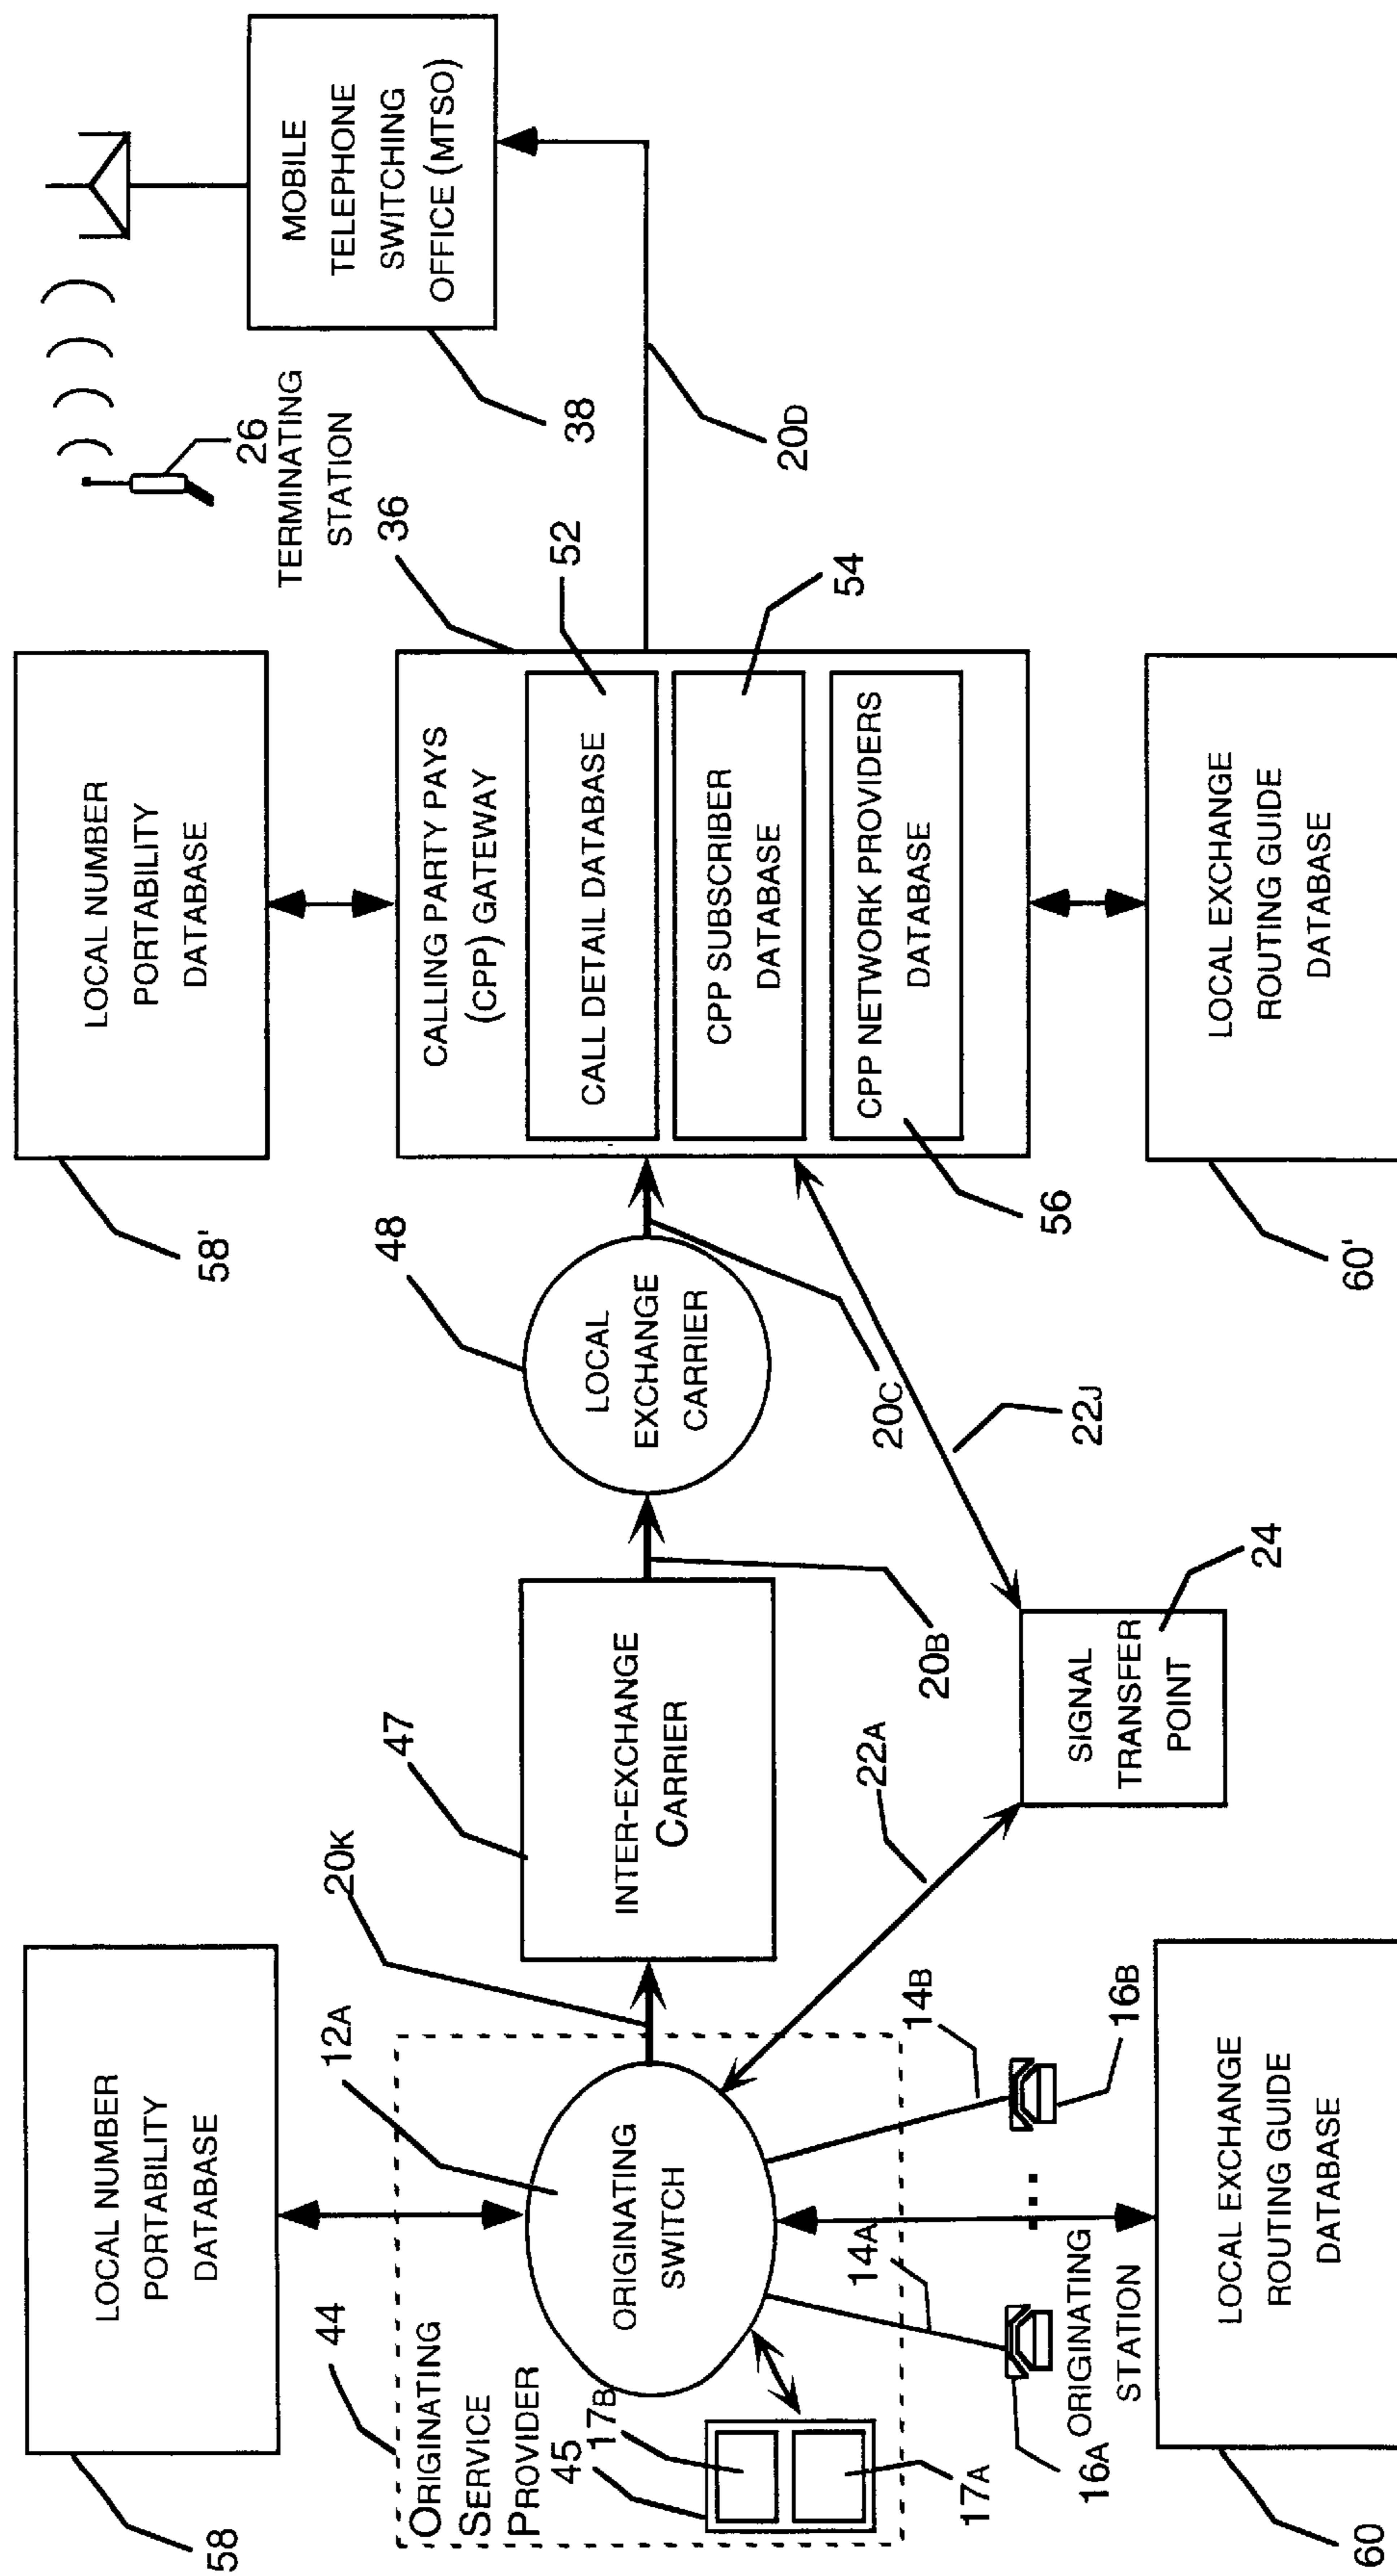 58
LOCAL NUMBER
PORTABILITY
DATABASE
44
ORIGINATING
SERVICE
PROVIDER
45
17B
17A
12A
20K
ORIGINATING
SWITCH
14A
14B
16A
16B
ORIGINATING
STATION
60
LOCAL EXCHANGE
ROUTING GUIDE
DATABASE
47
INTER-EXCHANGE
CARRIER
20B
22A
SIGNAL
TRANSFER
POINT
24
48
LOCAL
EXCHANGE
CARRIER
20C
22J
58'
LOCAL NUMBER
PORTABILITY
DATABASE
36
CALLING PARTY PAYS
(CPP) GATEWAY
CALL DETAIL DATABASE
52
CPP SUBSCRIBER
DATABASE
54
CPP NETWORK PROVIDERS
DATABASE
56
60'
LOCAL EXCHANGE
ROUTING GUIDE
DATABASE
26
TERMINATING
STATION
MOBILE
TELEPHONE
SWITCHING
OFFICE (MTSO)
38
20D